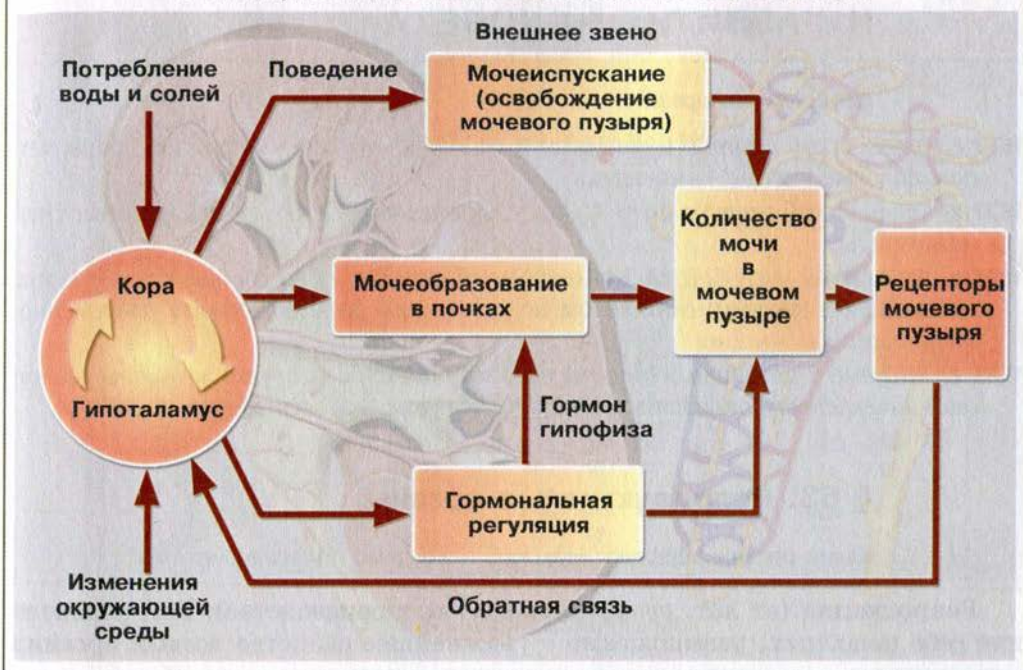 Внешнее звено
Потребление
воды и солей
Поведение
Мочеиспускание
(освобождение
мочевого пузыря)
Кора
Гипоталамус
Мочеобразование
в почках
Количество
мочи
в
мочевом
пузыре
Рецепторы
мочевого
пузыря
Гормон
гипофиза
Гормональная
регуляция
Изменения
окружающей
среды
Обратная связь